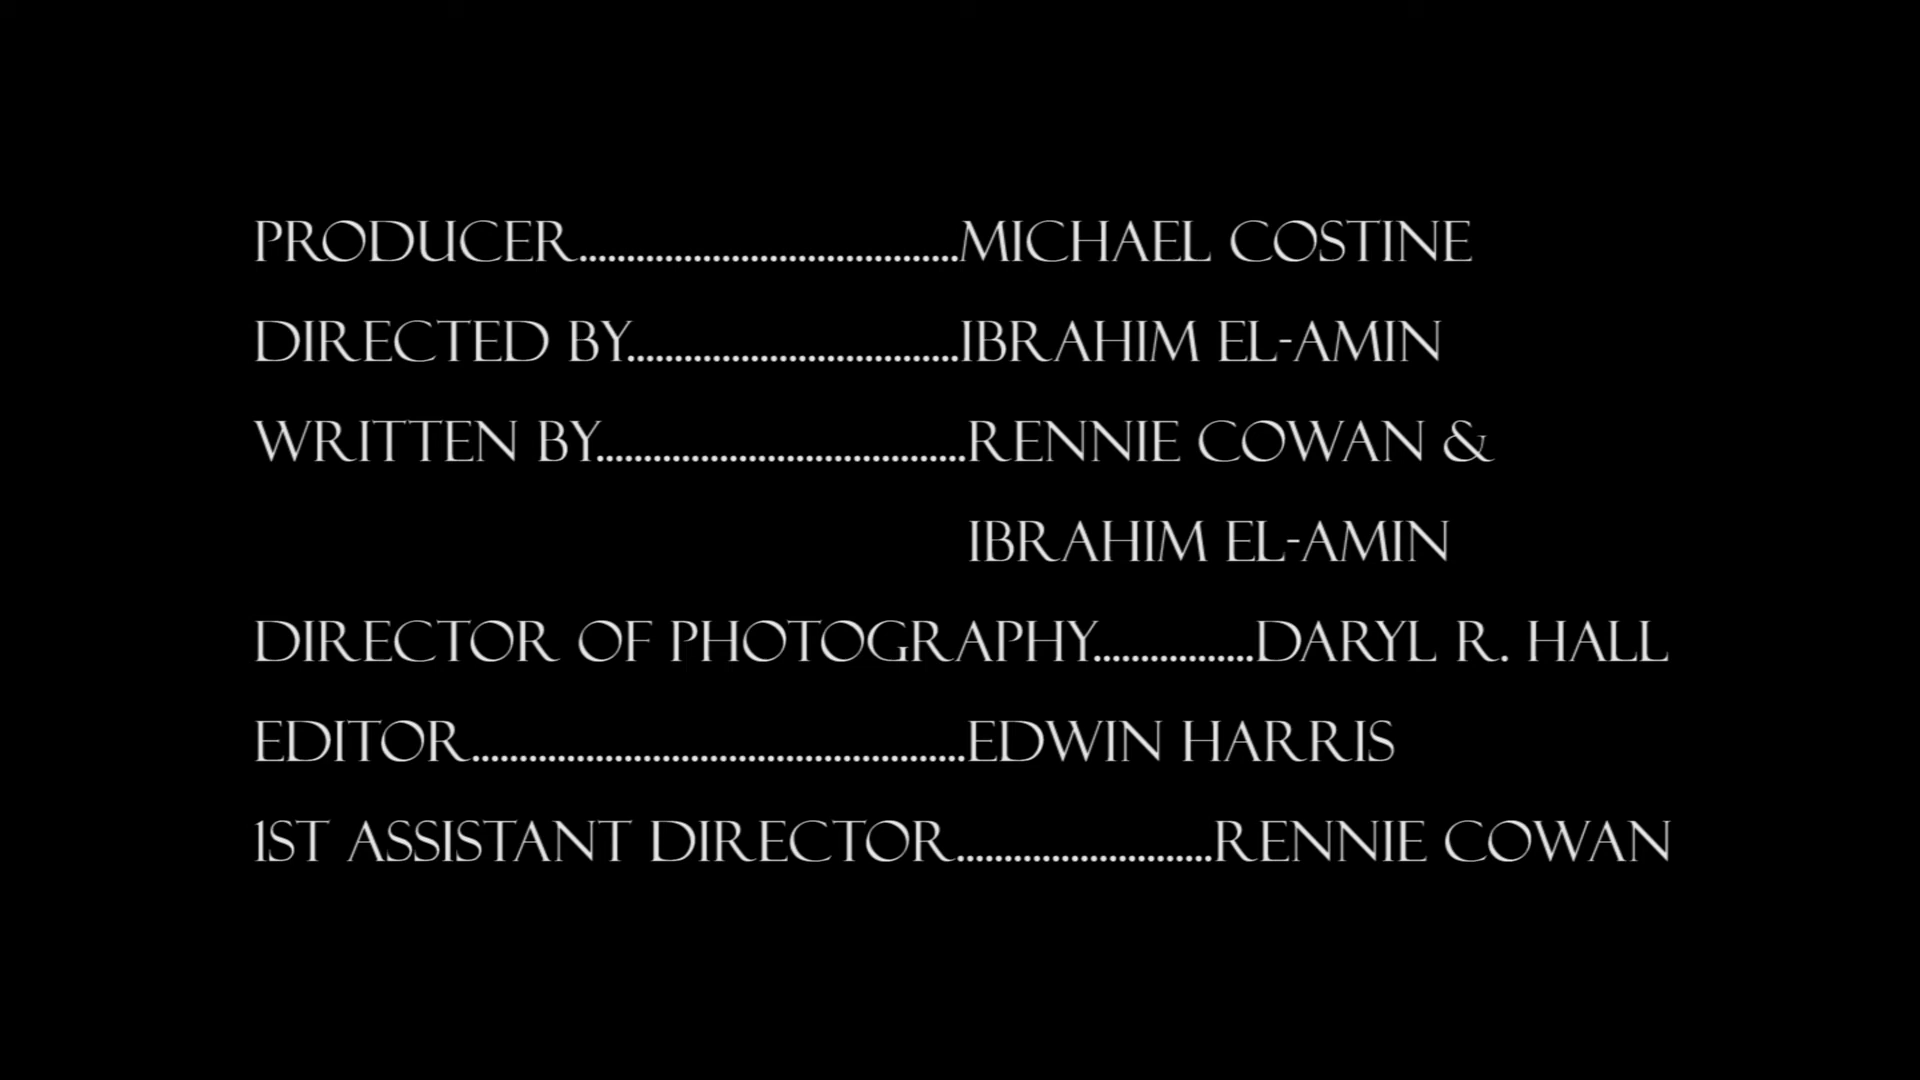 PRODUCER........................................MICHAEL COSTINE
DIRECTED BY...................................IBRAHIM EL-AMIN
WRITTEN BY.......................................RENNIE COWAN &
IBRAHIM EL-AMIN
DIRECTOR OF PHOTOGRAPHY.................DARYL R. HALL
EDITOR....................................................EDWIN HARRIS
1ST ASSISTANT DIRECTOR...........................RENNIE COWAN